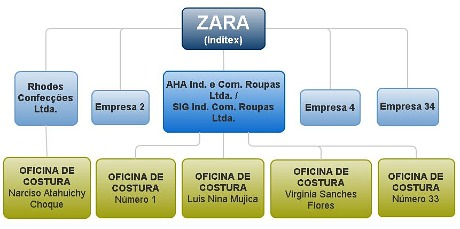 ZARA
(Inditex)
Rhodes
Confecções
Ltda.
Empresa 2
AHA Ind. e Com. Roupas
Ltda. /
SIG Ind. Com. Roupas
Ltda.
Empresa 4
Empresa 34
OFICINA DE
COSTURA
Narciso Atahuichy
Choque
OFICINA DE
COSTURA
Número 1
OFICINA DE
COSTURA
Luis Nina Mujica
OFICINA DE
COSTURA
Virginia Sanches
Flores
OFICINA DE
COSTURA
Número 33